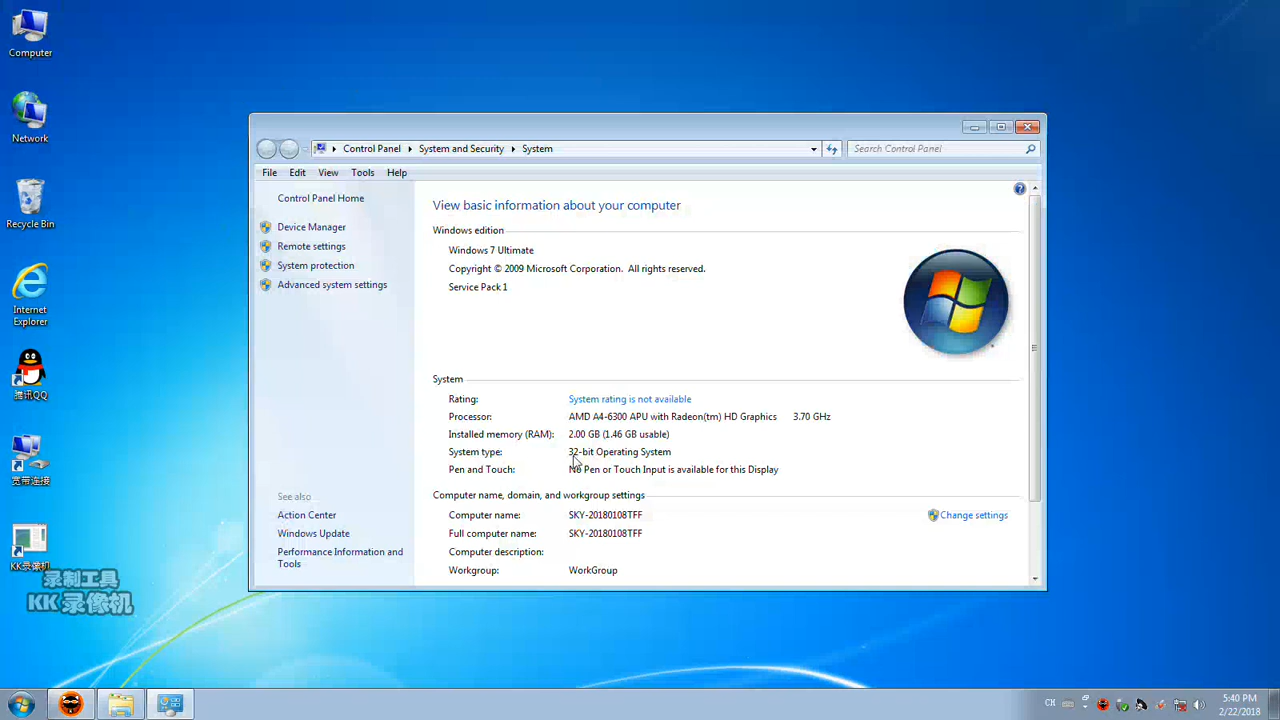 Computer
Network
Recycle Bin
Internet
Explorer
腾讯QQ
宽带连接
KK录像机
录制工具
KK 录像机
Control Panel
System and Security
System
Search Control Panel
File
Edit
View
Tools
Help
Control Panel Home
Device Manager
Remote settings
System protection
Advanced system settings
See also
Action Center
Windows Update
Performance Information and
Tools
View basic information about your computer
Windows edition
Windows 7 Ultimate
Copyright © 2009 Microsoft Corporation. All rights reserved.
Service Pack 1
System
Rating: System rating is not available
Processor: AMD A4-6300 APU with Radeon(tm) HD Graphics 3.70 GHz
Installed memory (RAM): 2.00 GB (1.46 GB usable)
System type: 32-bit Operating System
Pen and Touch: No Pen or Touch Input is available for this Display
Computer name, domain, and workgroup settings
Computer name: SKY-20180108TFF
Change settings
Full computer name: SKY-20180108TFF
Computer description:
Workgroup: WorkGroup
CH
5:40 PM
2/22/2018